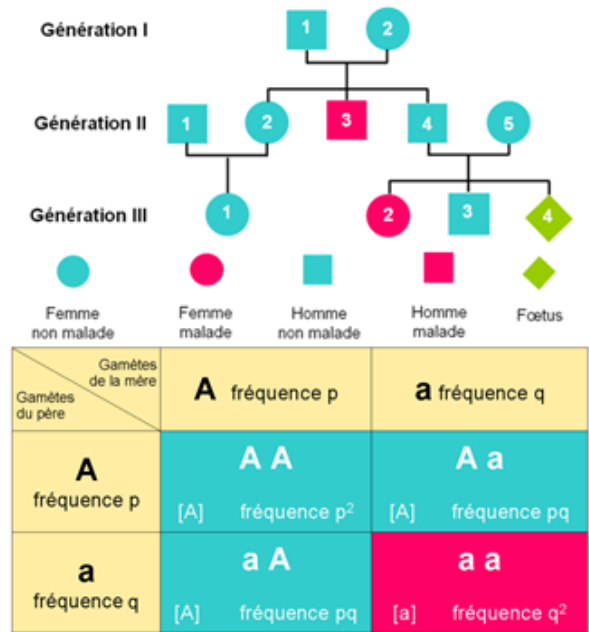 Génération I
1 2
Génération II
1 2 3 4 5
Génération III
1 2 3 4
Femme
non malade
Femme
malade
Homme
non malade
Homme
malade
Fœtus
Gamètes
de la mère
Gamètes
du père
A fréquence p
a fréquence q
A
fréquence p
A A
[A] fréquence p²
A a
[A] fréquence pq
a
fréquence q
a A
[A] fréquence pq
a a
[a] fréquence q²